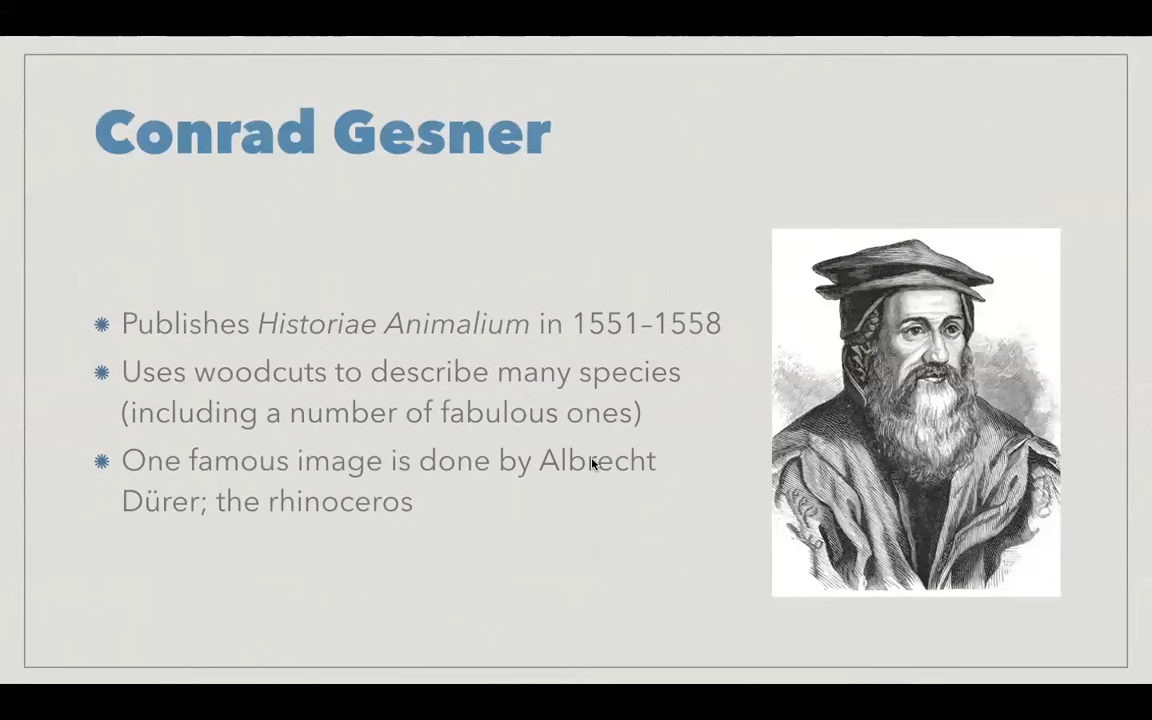 Conrad Gesner
Publishes Historiae Animalium in 1551–1558
Uses woodcuts to describe many species
(including a number of fabulous ones)
One famous image is done by Albrecht
Dürer; the rhinoceros